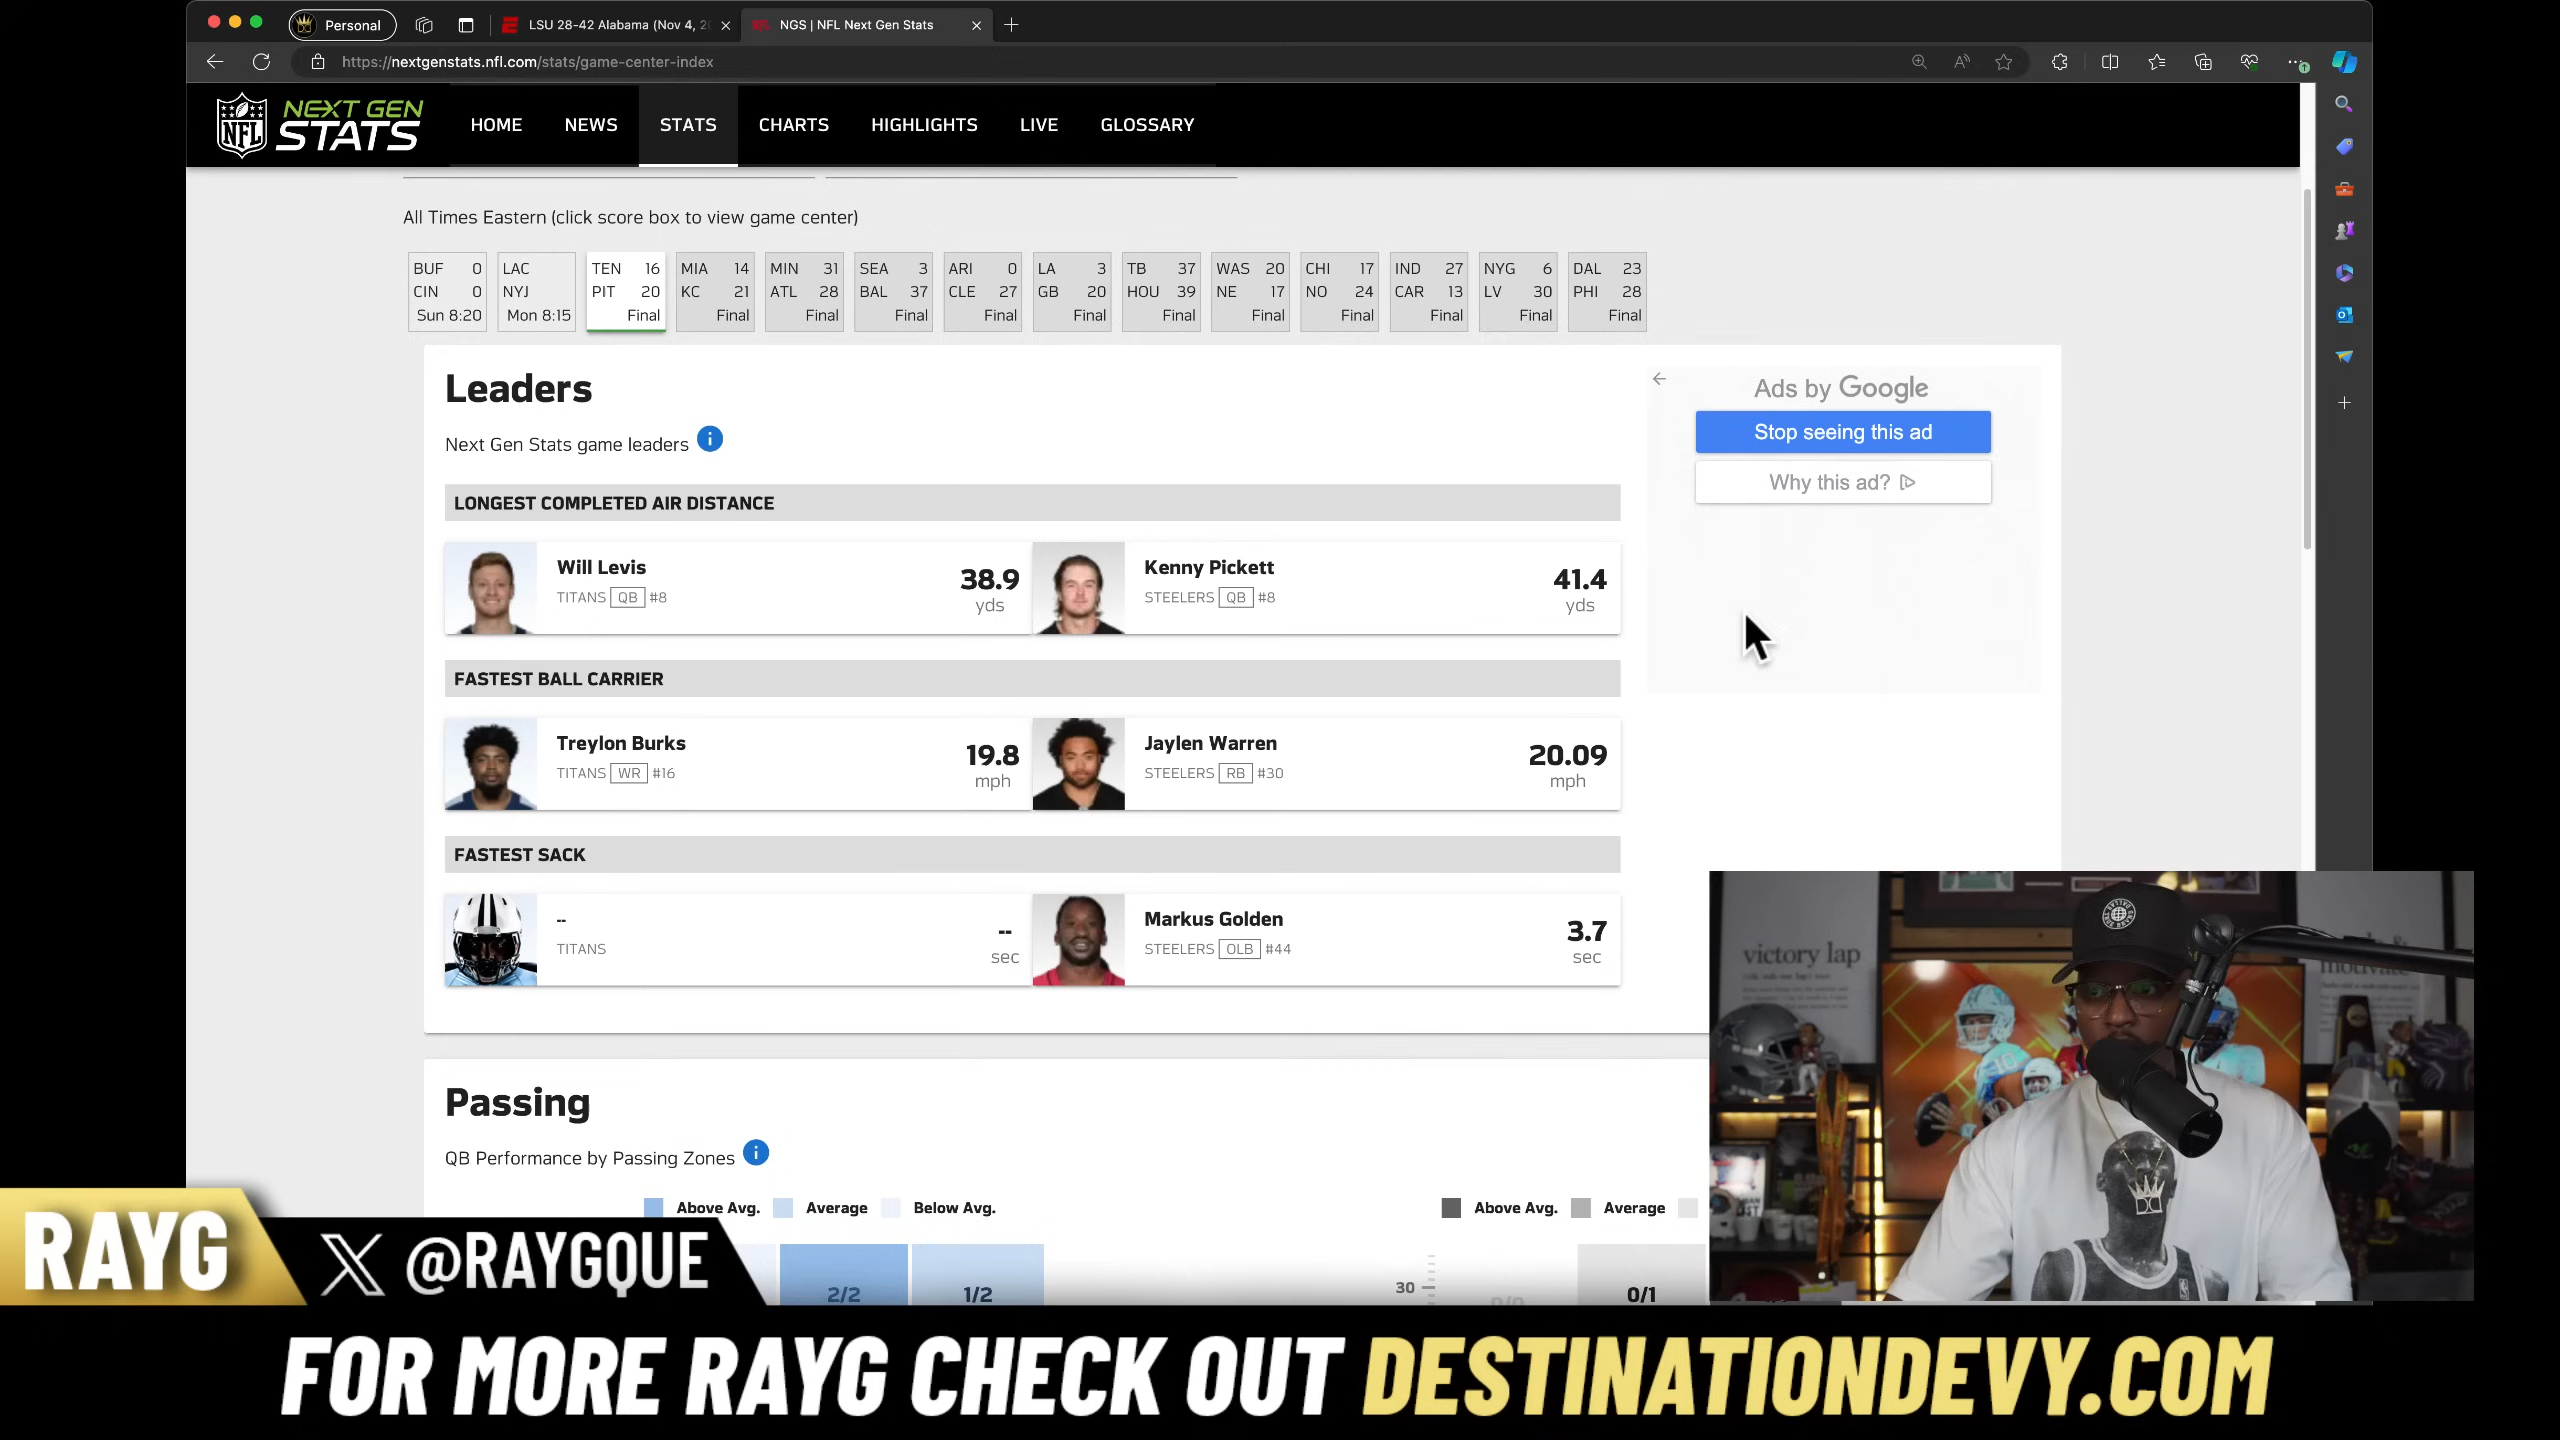 Personal
LSU 28-42 Alabama (Nov 4, 2
NGS | NFL Next Gen Stats
https://nextgenstats.nfl.com/stats/game-center-index
NFL
NEXT GEN
STATS
HOME NEWS STATS CHARTS HIGHLIGHTS LIVE GLOSSARY
All Times Eastern (click score box to view game center)
BUF 0 LAC TEN 16 MIA 14 MIN 31 SEA 3 ARI 0 LA 3 TB 37 WAS 20 CHI 17 IND 27 NYG 6 DAL 23
CIN 0 NYJ PIT 20 KC 21 ATL 28 BAL 37 CLE 27 GB 20 HOU 39 NE 17 NO 24 CAR 13 LV 30 PHI 28
Sun 8:20 Mon 8:15 Final Final Final Final Final Final Final Final Final Final Final Final
Leaders
Next Gen Stats game leaders
Ads by Google
Stop seeing this ad
Why this ad?
LONGEST COMPLETED AIR DISTANCE
Will Levis
TITANS QB #8
38.9
yds
Kenny Pickett
STEELERS QB #8
41.4
yds
FASTEST BALL CARRIER
Treylon Burks
TITANS WR #16
19.8
mph
Jaylen Warren
STEELERS RB #30
20.09
mph
FASTEST SACK
--
TITANS
--
sec
Markus Golden
STEELERS OLB #44
3.7
sec
Passing
QB Performance by Passing Zones
Above Avg. Average Below Avg.
Above Avg. Average
2/2 1/2
30
0/0 0/1
victory lap
RAYG
X @RAYGQUE
FOR MORE RAYG CHECK OUT DESTINATIONDEVY.COM